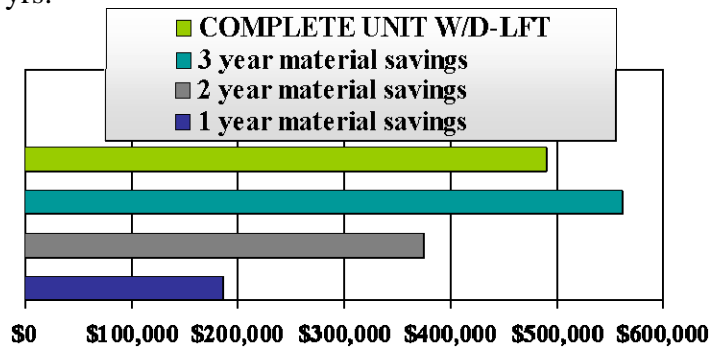 yrs.
COMPLETE UNIT W/D-LFT
3 year material savings
2 year material savings
1 year material savings
$0 $100,000 $200,000 $300,000 $400,000 $500,000 $600,000